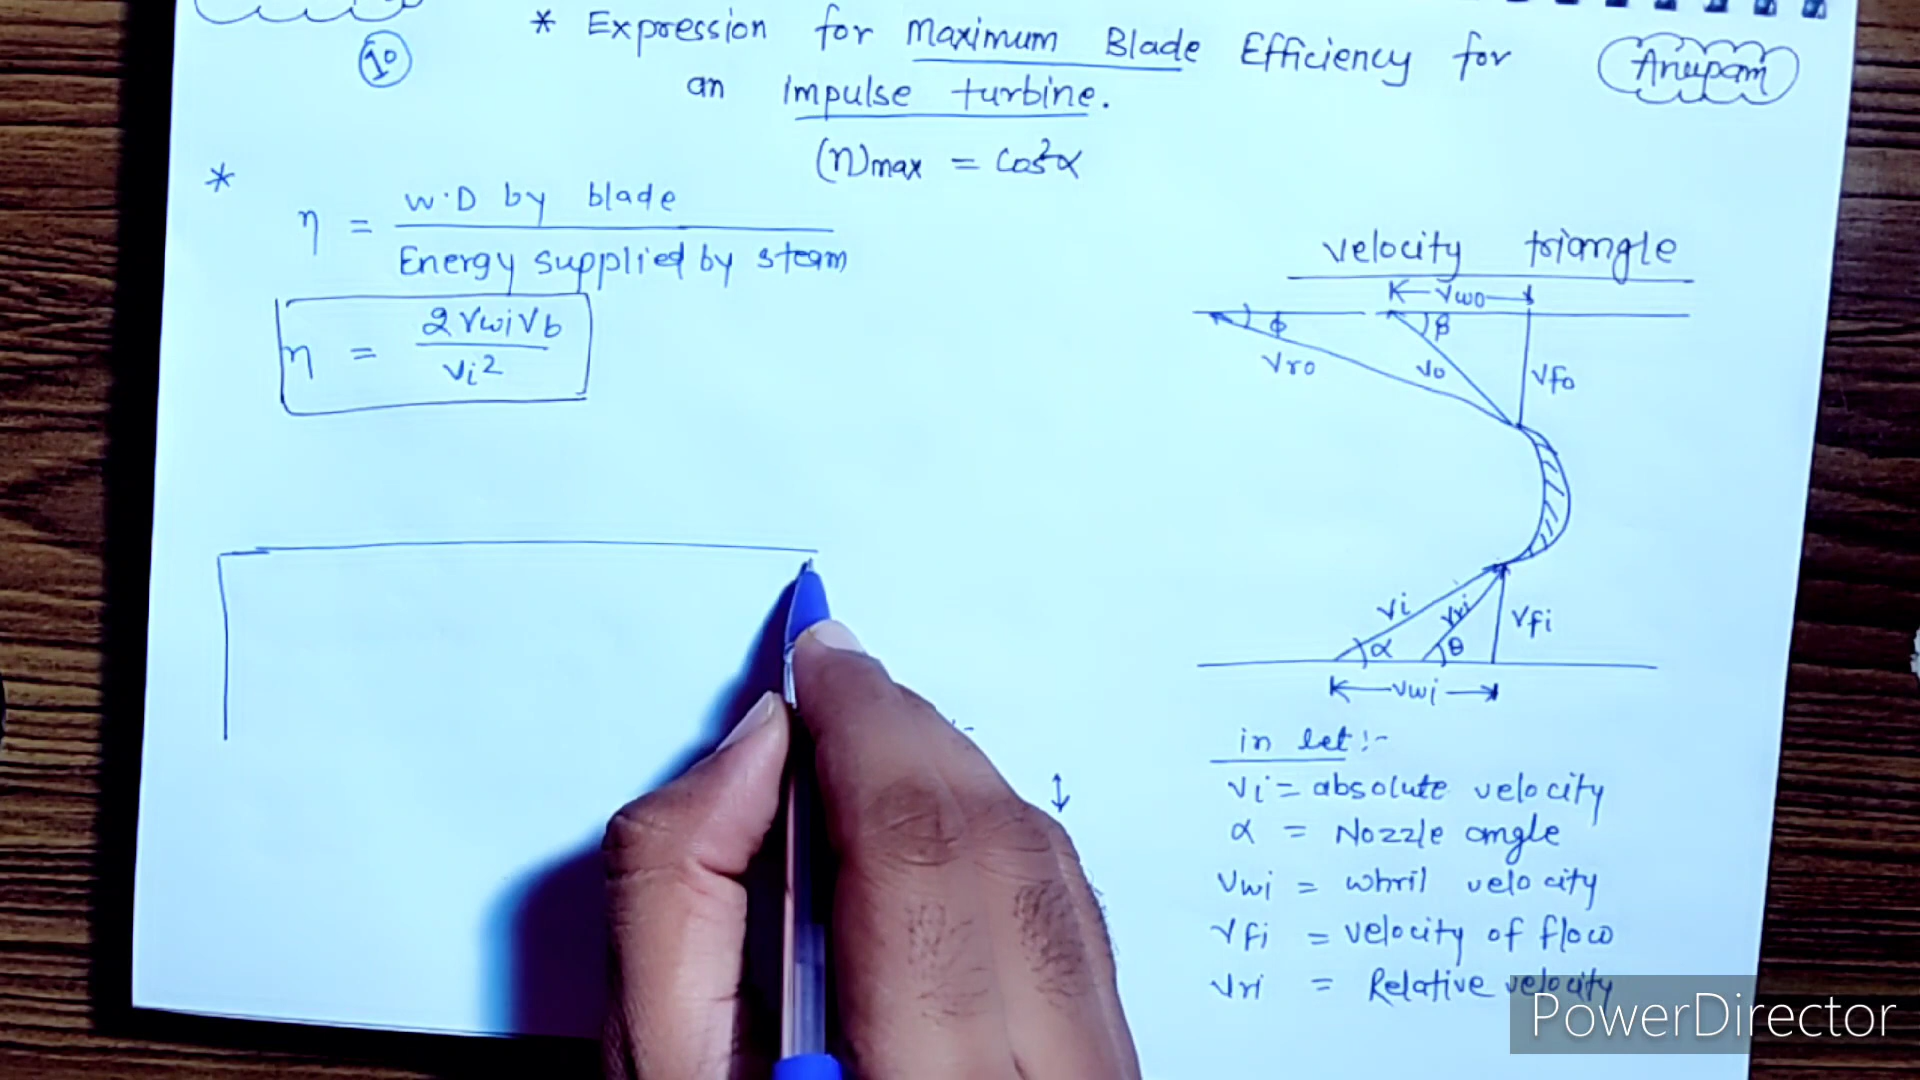 * Expression for Maximum Blade Efficiency for
an impulse turbine.
Anupam
10
(η)max = Cos²α
*
η = W.D by blade / Energy supplied by steam
η = 2VwiVb / Vi²
Velocity triangle
Vwo
ϕ
β
Vro
Vo
Vfo
Vi
Vri
Vfi
α
θ
Vwi
in let :-
Vi = absolute velocity
α = Nozzle angle
Vwi = whril velocity
Vfi = velocity of flow
Vri = Relative velocity
PowerDirector